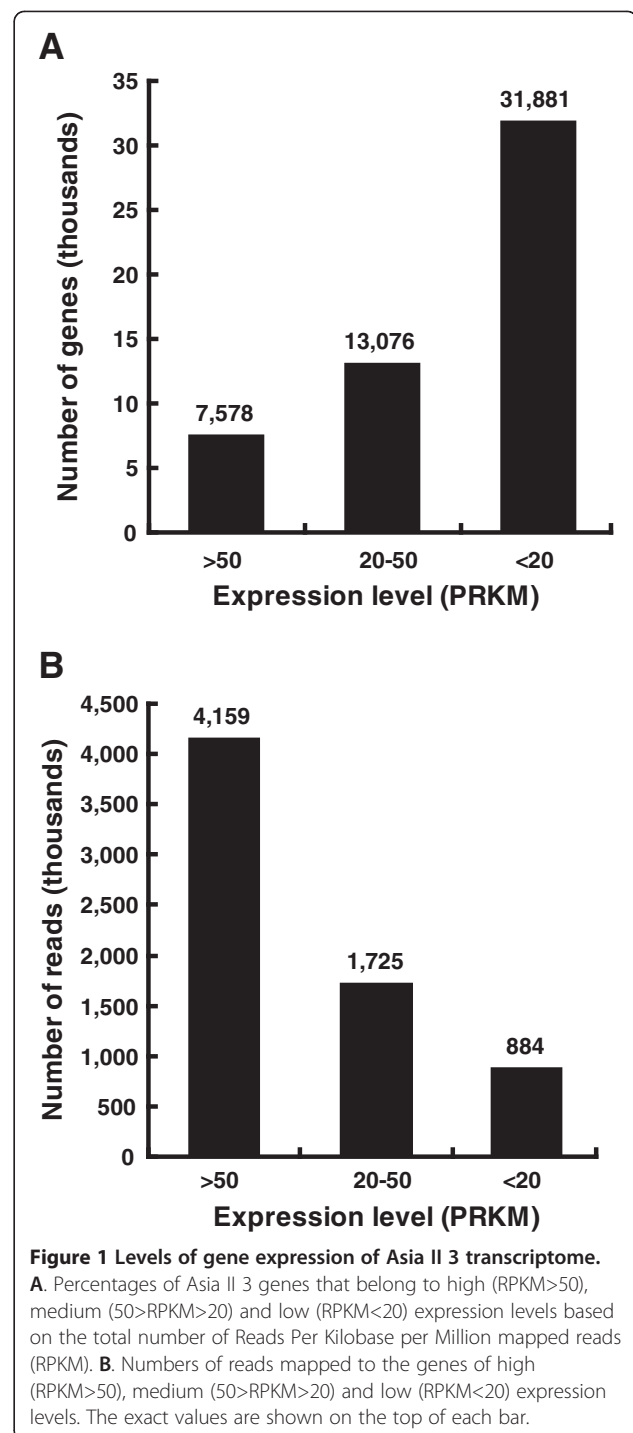 A
35
30
25
20
15
10
5
0
Number of genes (thousands)
7,578
13,076
31,881
>50 20-50 <20
Expression level (PRKM)
B
4,500
4,000
3,500
3,000
2,500
2,000
1,500
1,000
500
0
Number of reads (thousands)
4,159
1,725
884
>50 20-50 <20
Expression level (PRKM)
Figure 1 Levels of gene expression of Asia II 3 transcriptome.
A. Percentages of Asia II 3 genes that belong to high (RPKM>50),
medium (50>RPKM>20) and low (RPKM<20) expression levels based
on the total number of Reads Per Kilobase per Million mapped reads
(RPKM). B. Numbers of reads mapped to the genes of high
(RPKM>50), medium (50>RPKM>20) and low (RPKM<20) expression
levels. The exact values are shown on the top of each bar.